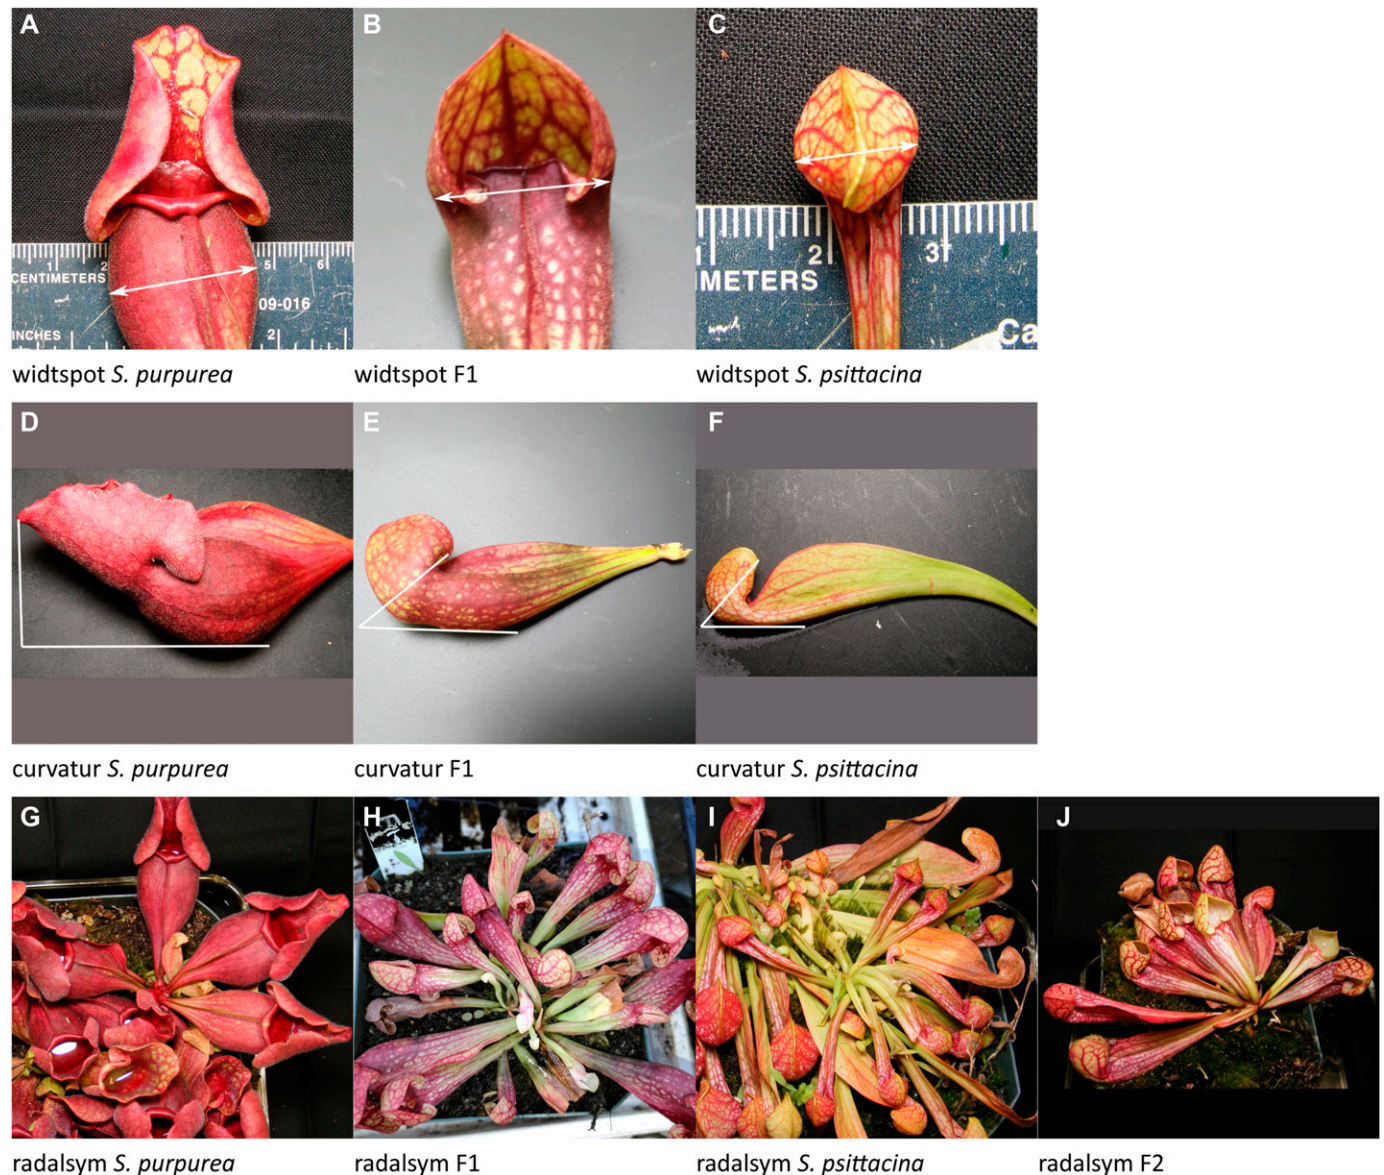 A
B
C
1 2 5 6
CENTIMETERS
09-016
INCHES
2
1 2 3
IMETERS
Ca
widtspot S. purpurea
widtspot F1
widtspot S. psittacina
D
E
F
curvatur S. purpurea
curvatur F1
curvatur S. psittacina
G
H
I
J
radalsym S. purpurea
radalsym F1
radalsym S. psittacina
radalsym F2